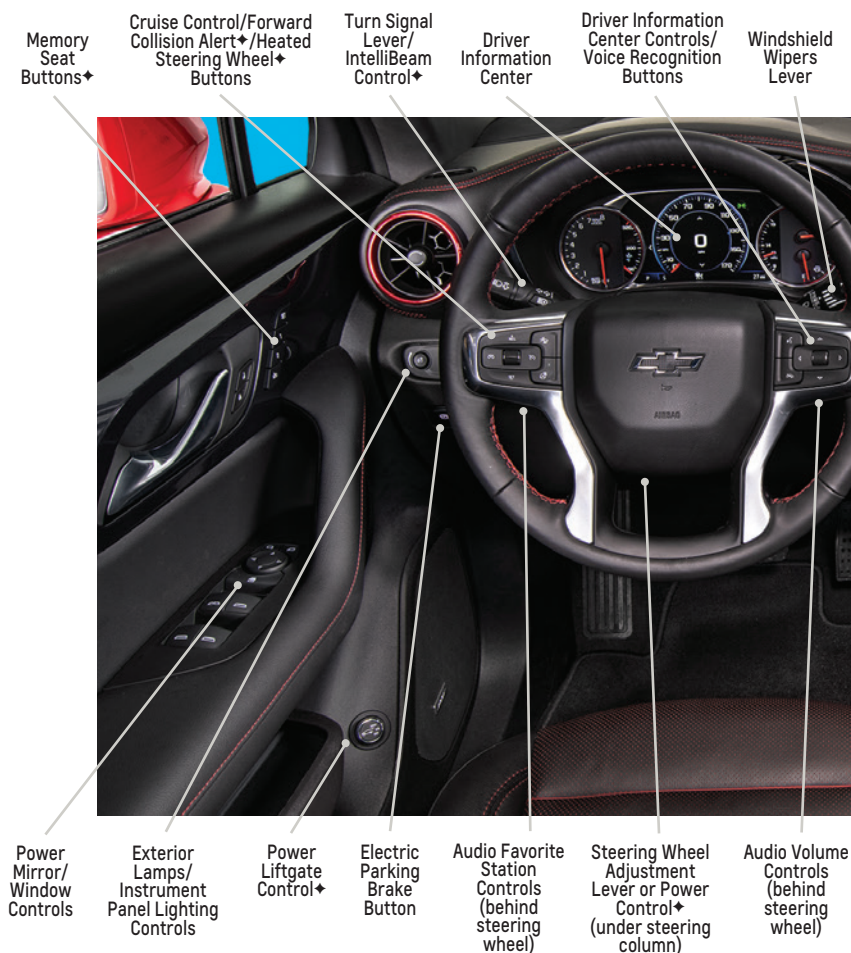 Memory
Seat
Buttons✦
Cruise Control/Forward
Collision Alert✦/Heated
Steering Wheel✦
Buttons
Turn Signal
Lever/
IntelliBeam
Control✦
Driver
Information
Center
Driver Information
Center Controls/
Voice Recognition
Buttons
Windshield
Wipers
Lever
0
AIRBAG
Power
Mirror/
Window
Controls
Exterior
Lamps/
Instrument
Panel Lighting
Controls
Power
Liftgate
Control✦
Electric
Parking
Brake
Button
Audio Favorite
Station
Controls
(behind
steering
wheel)
Steering Wheel
Adjustment
Lever or Power
Control✦
(under steering
column)
Audio Volume
Controls
(behind
steering
wheel)